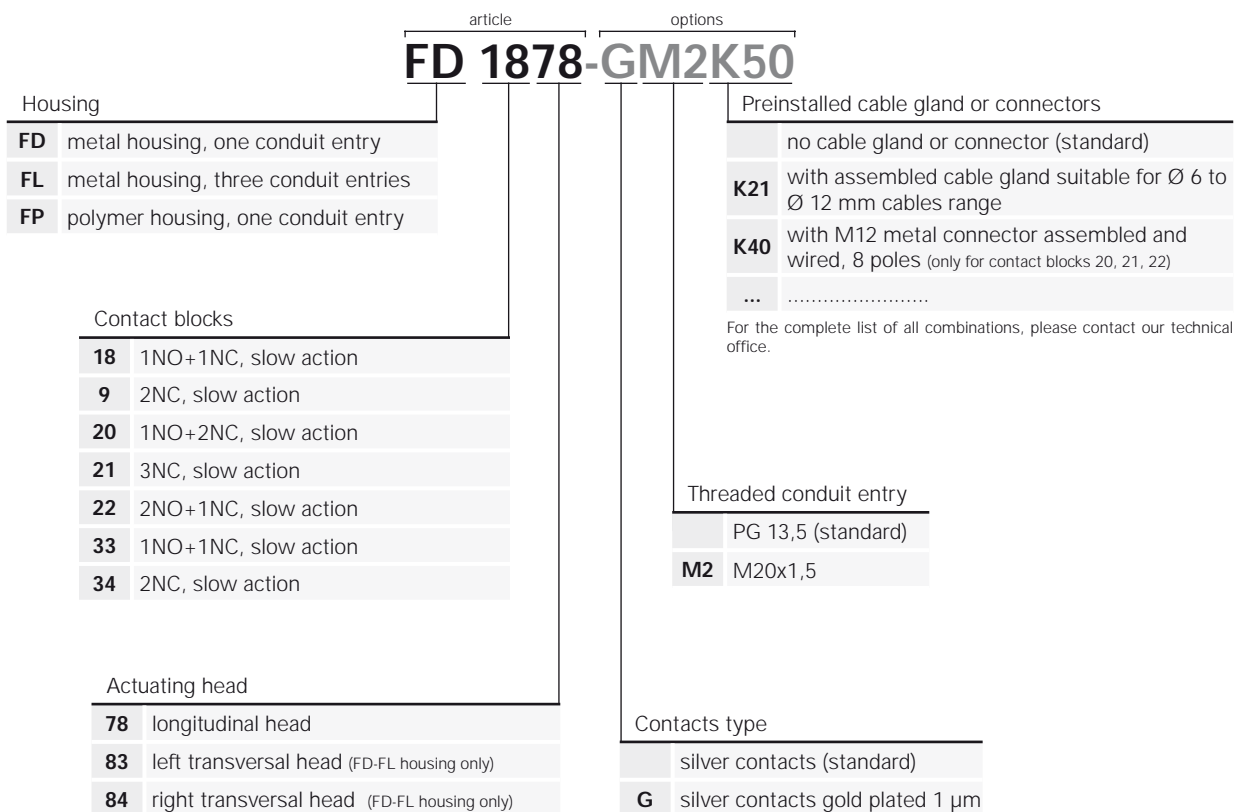 article
options
FD 1878-GM2K50
Housing
FD metal housing, one conduit entry
FL metal housing, three conduit entries
FP polymer housing, one conduit entry
Preinstalled cable gland or connectors
no cable gland or connector (standard)
K21 with assembled cable gland suitable for Ø 6 to
Ø 12 mm cables range
K40 with M12 metal connector assembled and
wired, 8 poles (only for contact blocks 20, 21, 22)
... ........................
For the complete list of all combinations, please contact our technical
office.
Contact blocks
18 1NO+1NC, slow action
9 2NC, slow action
20 1NO+2NC, slow action
21 3NC, slow action
22 2NO+1NC, slow action
33 1NO+1NC, slow action
34 2NC, slow action
Threaded conduit entry
PG 13,5 (standard)
M2 M20x1,5
Actuating head
78 longitudinal head
83 left transversal head (FD-FL housing only)
84 right transversal head (FD-FL housing only)
Contacts type
silver contacts (standard)
G silver contacts gold plated 1 µm